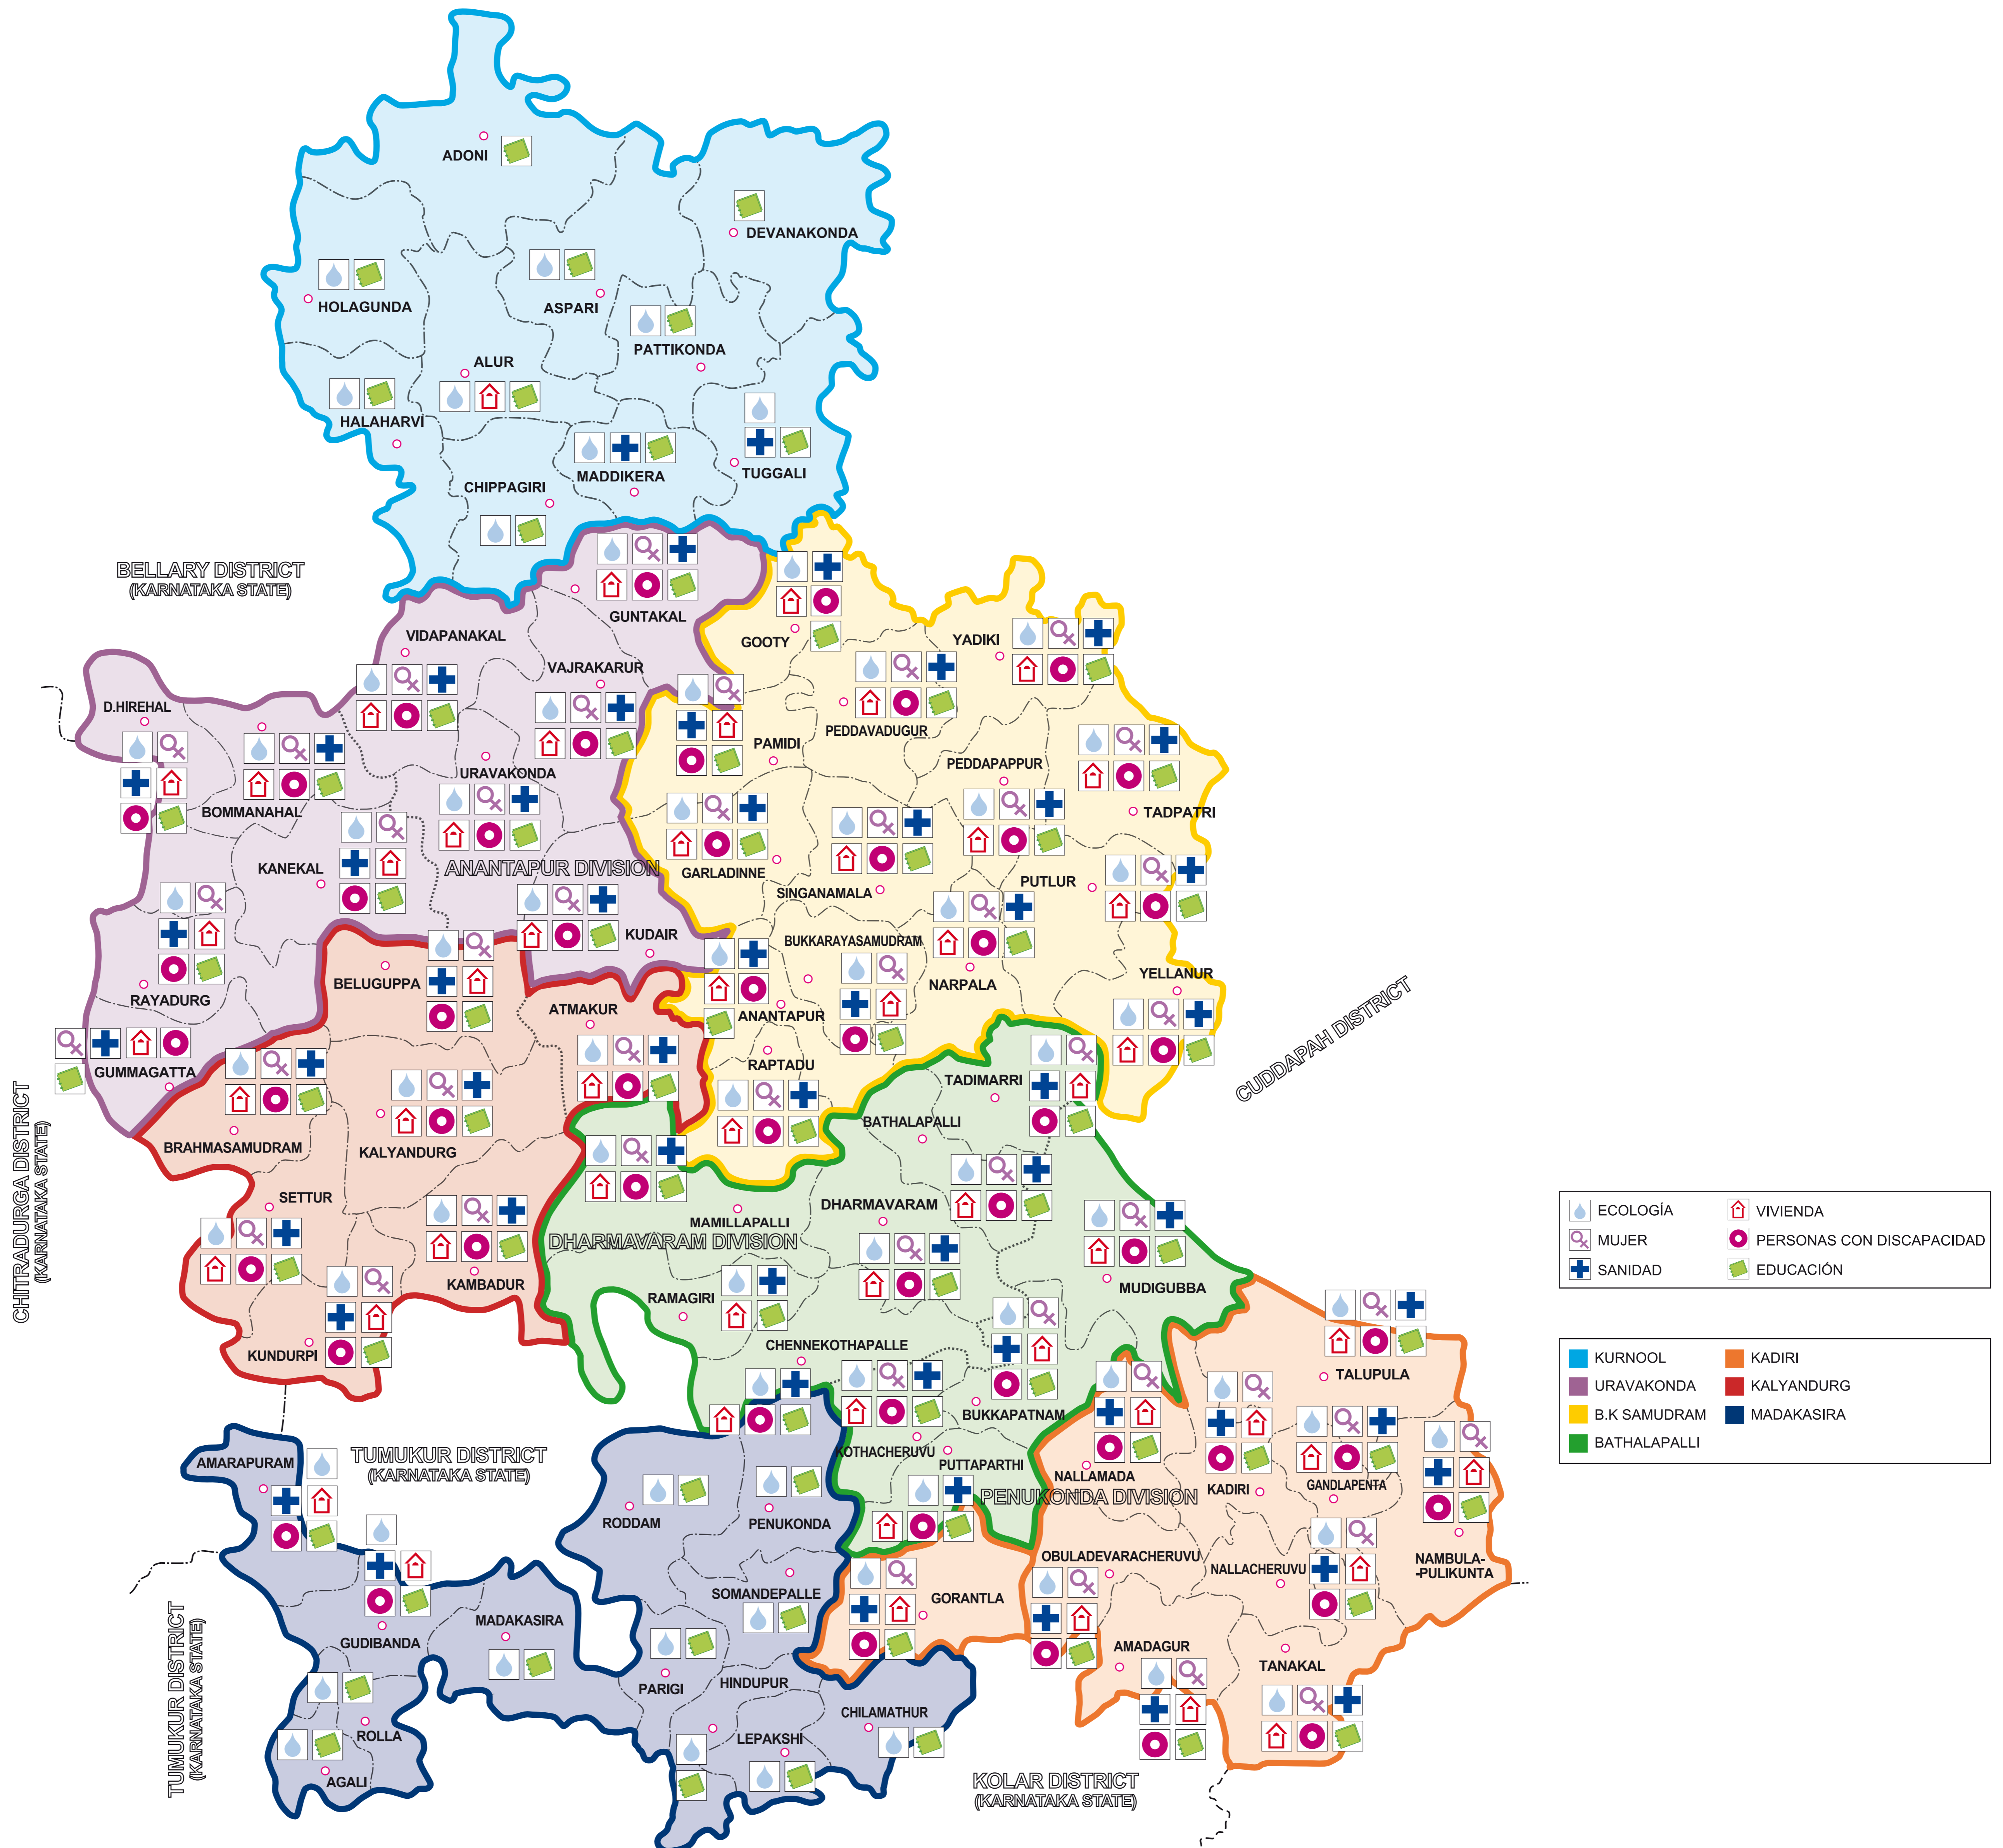 ADONI
DEVANAKONDA
HOLAGUNDA
ASPARI
PATTIKONDA
ALUR
HALAHARVI
TUGGALI
MADDIKERA
CHIPPAGIRI
BELLARY DISTRICT
(KARNATAKA STATE)
GUNTAKAL
VIDAPANAKAL
GOOTY
YADIKI
VAJRAKARUR
D.HIREHAL
PEDDAVADUGUR
PAMIDI
PEDDAPAPPUR
URAVAKONDA
BOMMANAHAL
TADPATRI
KANEKAL
ANANTAPUR DIVISION
GARLADINNE
SINGANAMALA
PUTLUR
KUDAIR
BUKKARAYASAMUDRAM
BELUGUPPA
NARPALA
YELLANUR
RAYADURG
ATMAKUR
ANANTAPUR
CUDDAPAH DISTRICT
GUMMAGATTA
RAPTADU
TADIMARRI
BATHALAPALLI
BRAHMASAMUDRAM
KALYANDURG
CHITRADURGA DISTRICT
(KARNATAKA STATE)
SETTUR
DHARMAVARAM
MAMILLAPALLI
DHARMAVARAM DIVISION
KAMBADUR
MUDIGUBBA
RAMAGIRI
CHENNEKOTHAPALLE
KUNDURPI
TALUPULA
BUKKAPATNAM
TUMUKUR DISTRICT
(KARNATAKA STATE)
AMARAPURAM
KOTHACHERUVU
PUTTAPARTHI
NALLAMADA
KADIRI
GANDLAPENTA
PENUKONDA DIVISION
RODDAM
PENUKONDA
OBULADEVARACHERUVU
NALLACHERUVU
NAMBULA-
-PULIKUNTA
SOMANDEPALLE
GORANTLA
MADAKASIRA
GUDIBANDA
AMADAGUR
TANAKAL
PARIGI
HINDUPUR
CHILAMATHUR
TUMUKUR DISTRICT
(KARNATAKA STATE)
ROLLA
LEPAKSHI
AGALI
KOLAR DISTRICT
(KARNATAKA STATE)
ECOLOGÍA
VIVIENDA
MUJER
PERSONAS CON DISCAPACIDAD
SANIDAD
EDUCACIÓN
KURNOOL
KADIRI
URAVAKONDA
KALYANDURG
B.K SAMUDRAM
MADAKASIRA
BATHALAPALLI